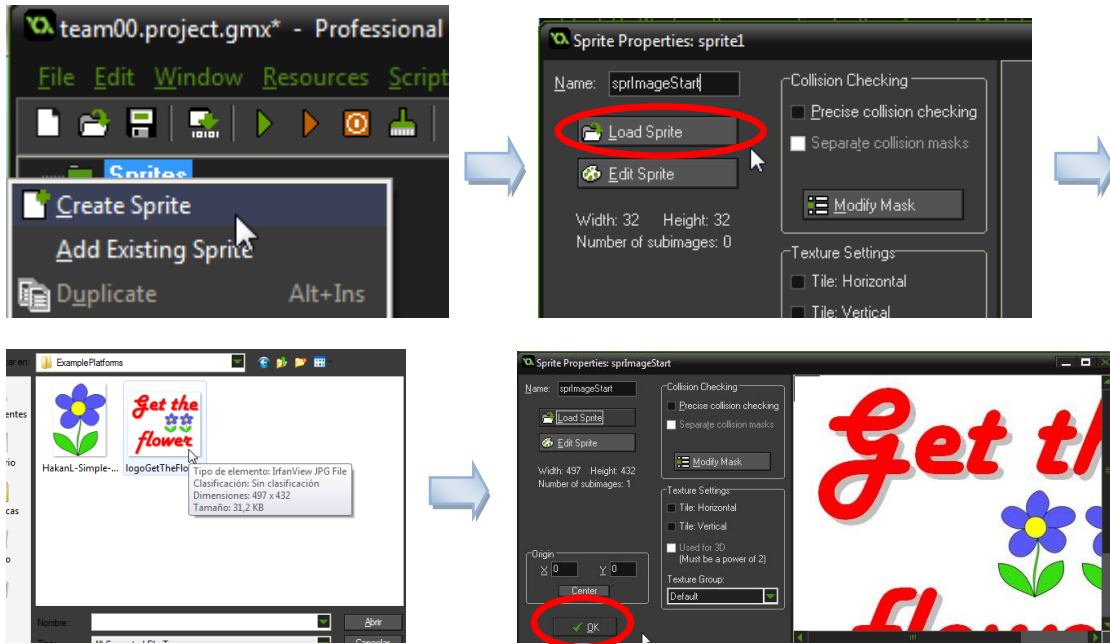 team00.project.gmx* - Professional
File Edit Window Resources Script
Sprites
Create Sprite
Add Existing Sprite
Duplicate Alt+Ins
Sprite Properties: sprite1
Name: sprImageStart
Load Sprite
Edit Sprite
Width: 32 Height: 32
Number of subimages: 0
Collision Checking
Precise collision checking
Separate collision masks
Modify Mask
Texture Settings
Tile: Horizontal
Tile: Vertical
ExamplePlatforms
Get the
flower
HakanL-Simple-...
logoGetTheFlo
Tipo de elemento: IrfanView JPG File
Clasificación: Sin clasificación
Dimensiones: 497 x 432
Tamaño: 31,2 KB
Nombre:
Abrir
Cancelar
Sprite Properties: sprImageStart
Name: sprImageStart
Load Sprite
Edit Sprite
Width: 497 Height: 432
Number of subimages: 1
Origin
X 0 Y 0
Center
OK
Collision Checking
Precise collision checking
Separate collision masks
Modify Mask
Texture Settings
Tile: Horizontal
Tile: Vertical
Used for 3D
(Must be a power of 2)
Texture Group:
Default
Get th
flow